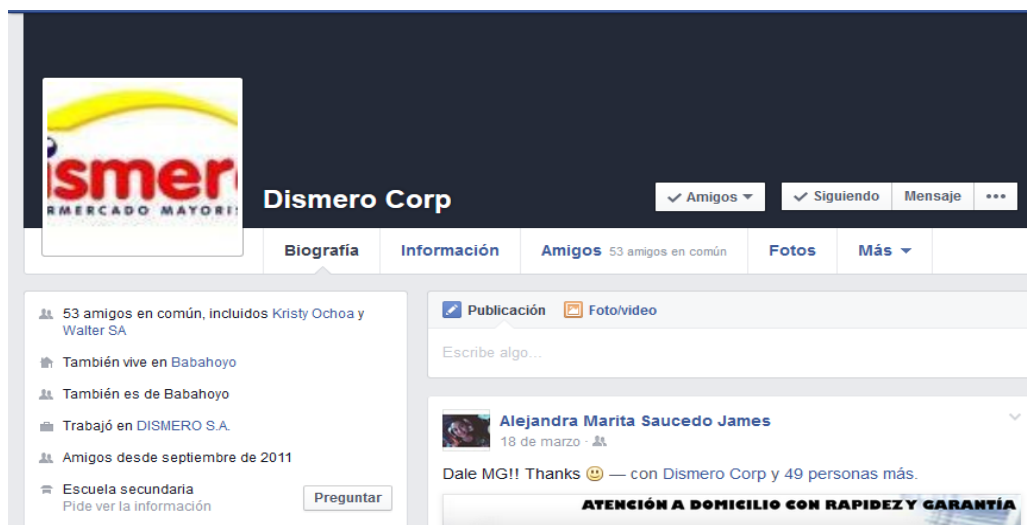 ismer
RMERCADO MAYORI
Dismero Corp
Amigos
Siguiendo
Mensaje
Biografía
Información
Amigos 53 amigos en común
Fotos
Más
53 amigos en común, incluidos Kristy Ochoa y
Walter SA
También vive en Babahoyo
También es de Babahoyo
Trabajó en DISMERO S.A.
Amigos desde septiembre de 2011
Escuela secundaria
Pide ver la información
Preguntar
Publicación
Foto/video
Escribe algo...
Alejandra Marita Saucedo James
18 de marzo ·
Dale MG!! Thanks 🙂 — con Dismero Corp y 49 personas más.
ATENCIÓN A DOMICILIO CON RAPIDEZ Y GARANTÍA